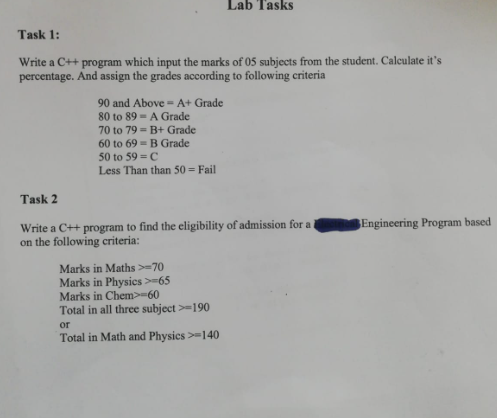 Lab Tasks
Task 1:
Write a C++ program which input the marks of 05 subjects from the student. Calculate it's
percentage. And assign the grades according to following criteria
90 and Above = A+ Grade
80 to 89 = A Grade
70 to 79 = B+ Grade
60 to 69 = B Grade
50 to 59 = C
Less Than than 50 = Fail
Task 2
Write a C++ program to find the eligibility of admission for a Engineering Program based
on the following criteria:
Marks in Maths >=70
Marks in Physics >=65
Marks in Chem>=60
Total in all three subject >=190
or
Total in Math and Physics >=140